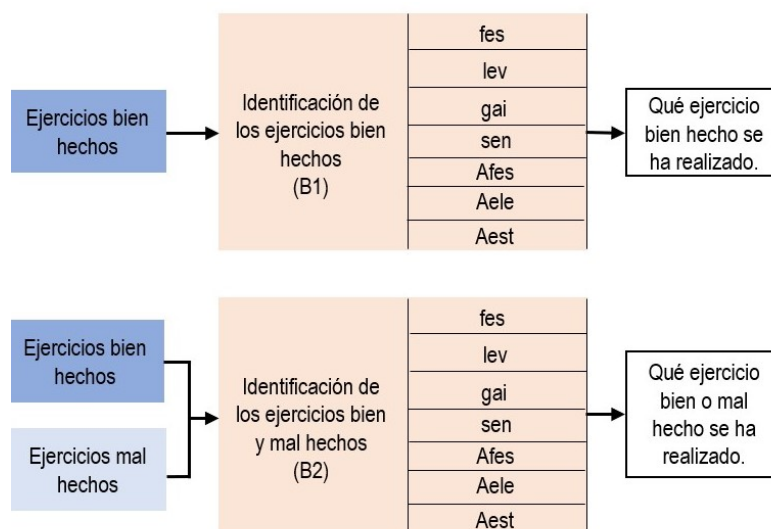 Ejercicios bien
hechos
Identificación de
los ejercicios bien
hechos
(B1)
fes
lev
gai
sen
Afes
Aele
Aest
Qué ejercicio
bien hecho se
ha realizado.
Ejercicios bien
hechos
Ejercicios mal
hechos
Identificación de
los ejercicios bien
y mal hechos
(B2)
fes
lev
gai
sen
Afes
Aele
Aest
Qué ejercicio
bien o mal
hecho se ha
realizado.